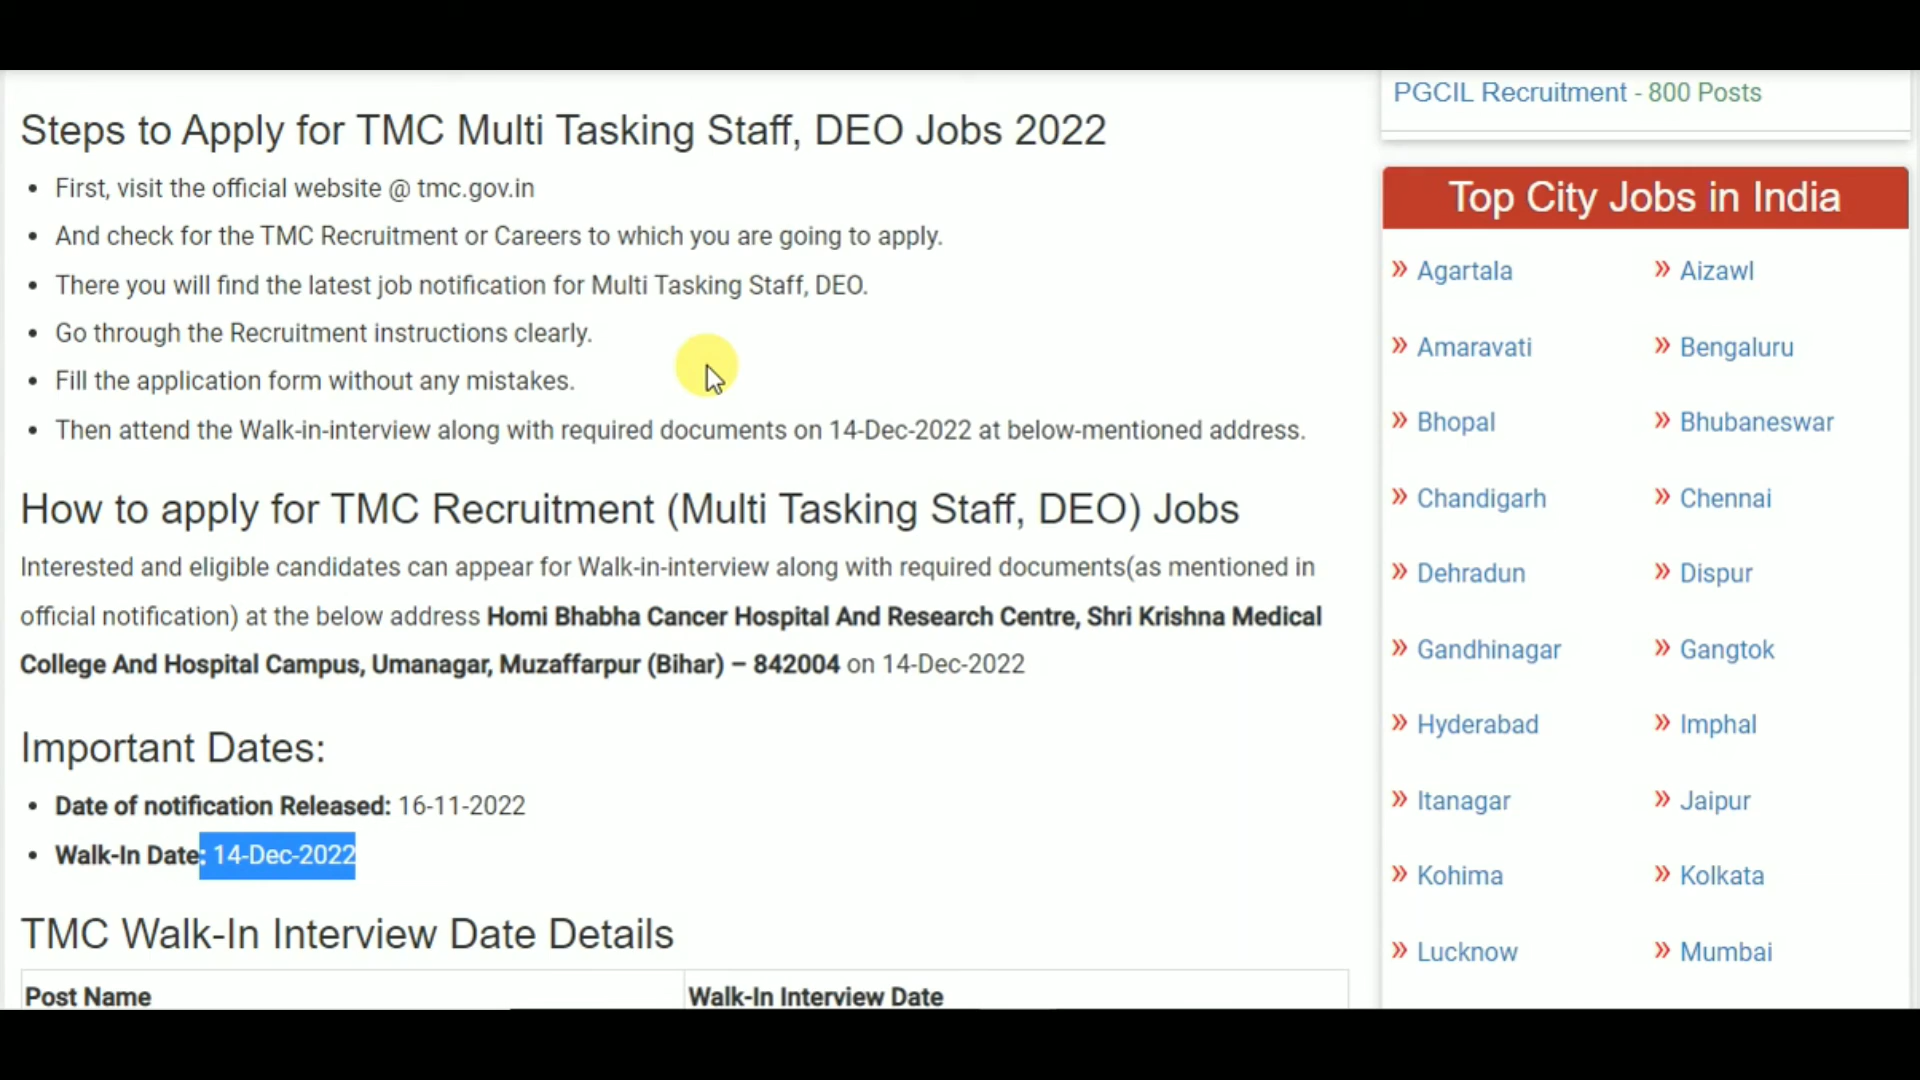 Steps to Apply for TMC Multi Tasking Staff, DEO Jobs 2022
• First, visit the official website @ tmc.gov.in
• And check for the TMC Recruitment or Careers to which you are going to apply.
• There you will find the latest job notification for Multi Tasking Staff, DEO.
• Go through the Recruitment instructions clearly.
• Fill the application form without any mistakes.
• Then attend the Walk-in-interview along with required documents on 14-Dec-2022 at below-mentioned address.
How to apply for TMC Recruitment (Multi Tasking Staff, DEO) Jobs
Interested and eligible candidates can appear for Walk-in-interview along with required documents(as mentioned in
official notification) at the below address Homi Bhabha Cancer Hospital And Research Centre, Shri Krishna Medical
College And Hospital Campus, Umanagar, Muzaffarpur (Bihar) – 842004 on 14-Dec-2022
Important Dates:
• Date of notification Released: 16-11-2022
• Walk-In Date: 14-Dec-2022
TMC Walk-In Interview Date Details
Post Name Walk-In Interview Date
PGCIL Recruitment - 800 Posts
Top City Jobs in India
» Agartala » Aizawl
» Amaravati » Bengaluru
» Bhopal » Bhubaneswar
» Chandigarh » Chennai
» Dehradun » Dispur
» Gandhinagar » Gangtok
» Hyderabad » Imphal
» Itanagar » Jaipur
» Kohima » Kolkata
» Lucknow » Mumbai